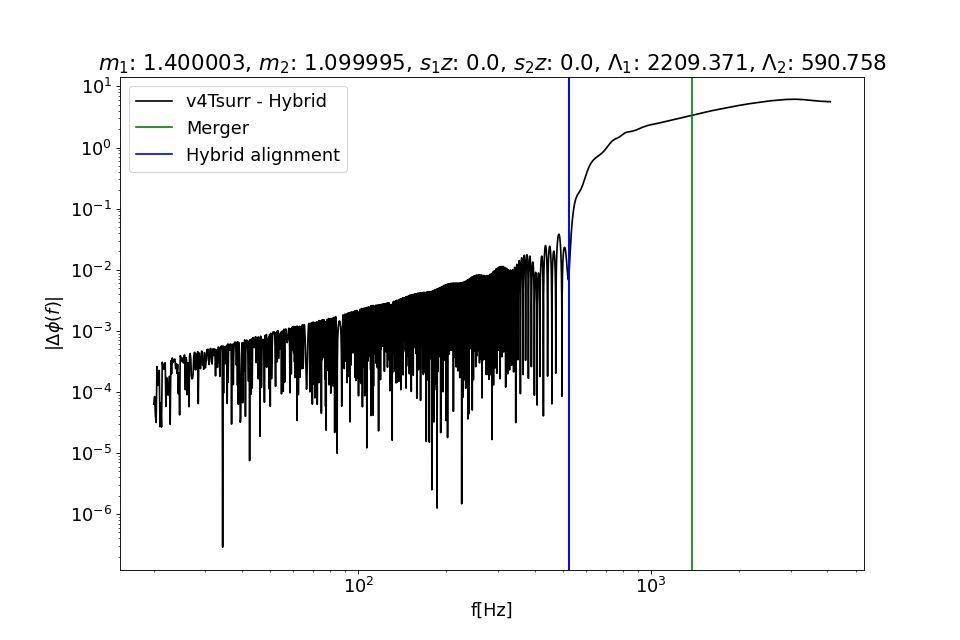 m₁: 1.400003, m₂: 1.099995, s₁z: 0.0, s₂z: 0.0, Λ₁: 2209.371, Λ₂: 590.758
v4Tsurr - Hybrid
Merger
Hybrid alignment
10¹
10⁰
10⁻¹
10⁻²
10⁻³
10⁻⁴
10⁻⁵
10⁻⁶
|Δϕ(f)|
10² 10³
f[Hz]